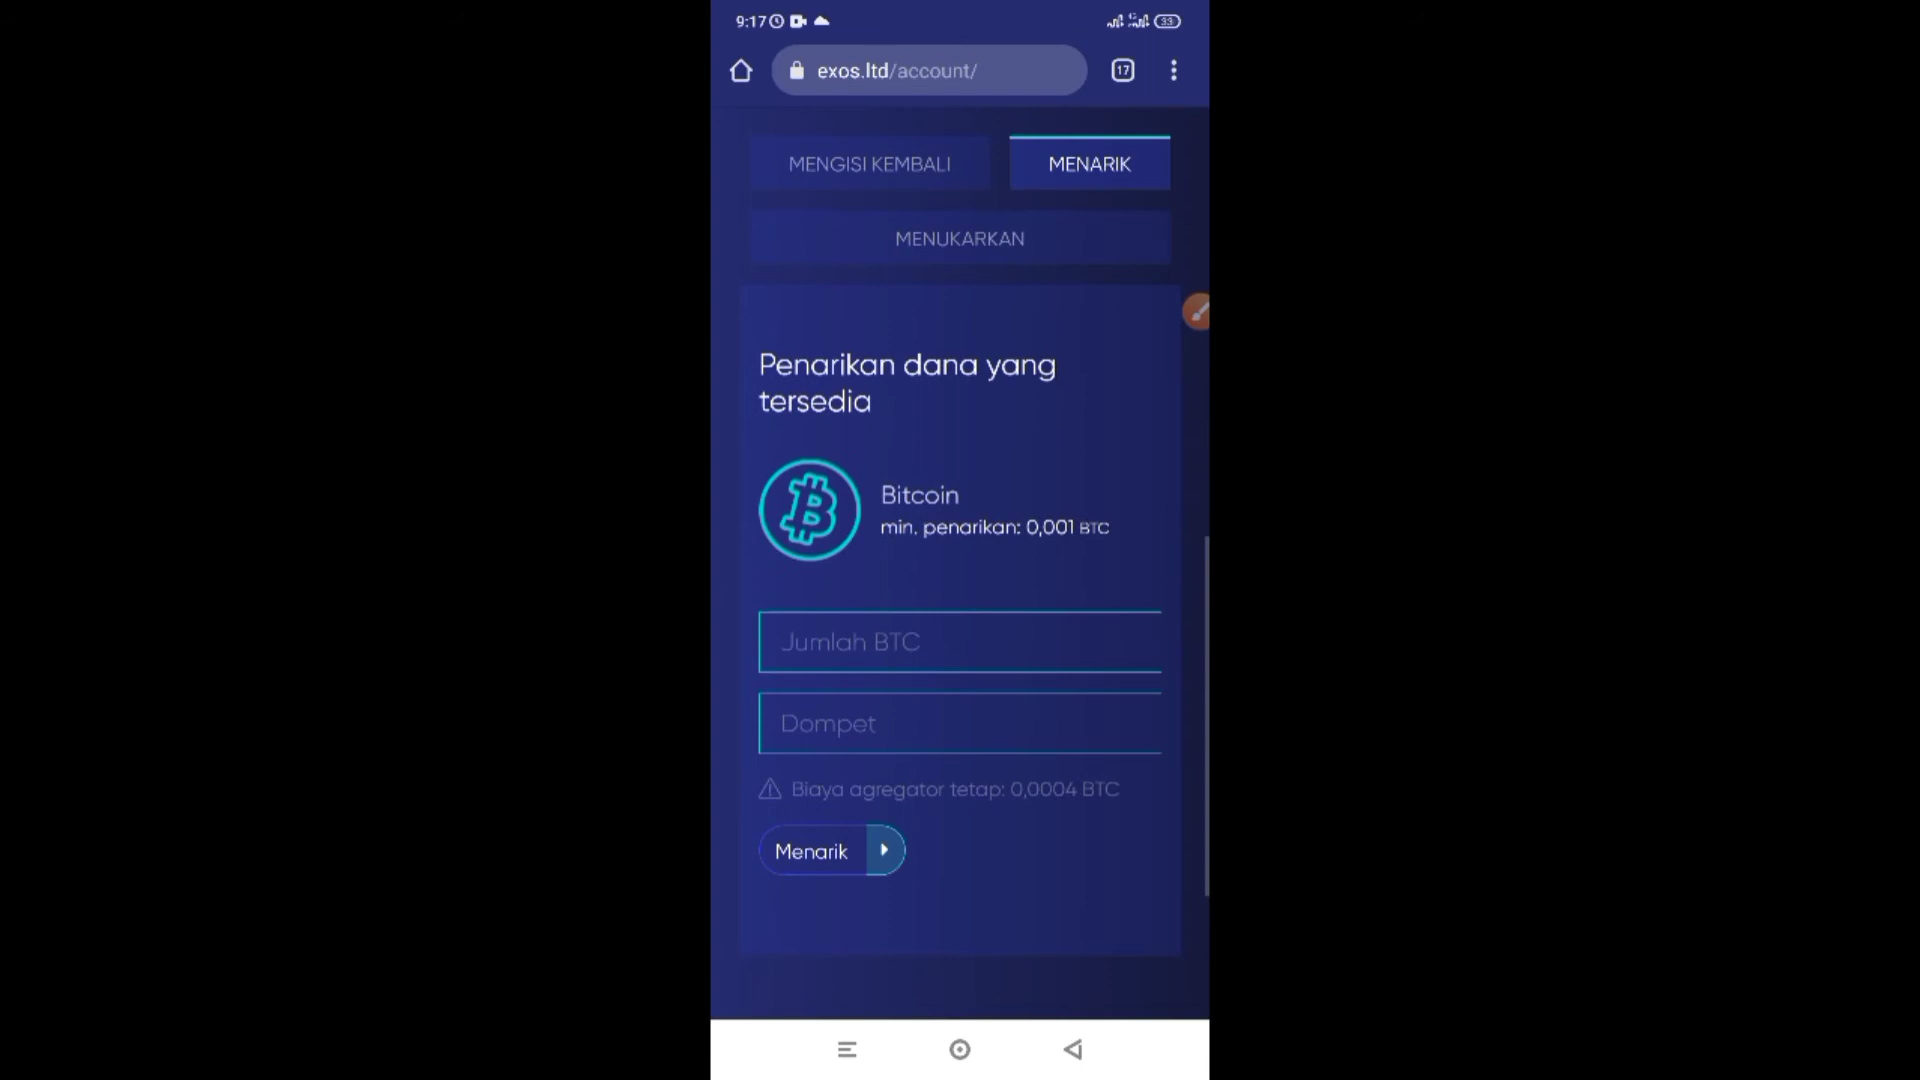 9:17
33
exos.ltd/account/
17
MENGISI KEMBALI
MENARIK
MENUKARKAN
Penarikan dana yang
tersedia
Bitcoin
min. penarikan: 0,001 BTC
Jumlah BTC
Dompet
Biaya agregator tetap: 0,0004 BTC
Menarik